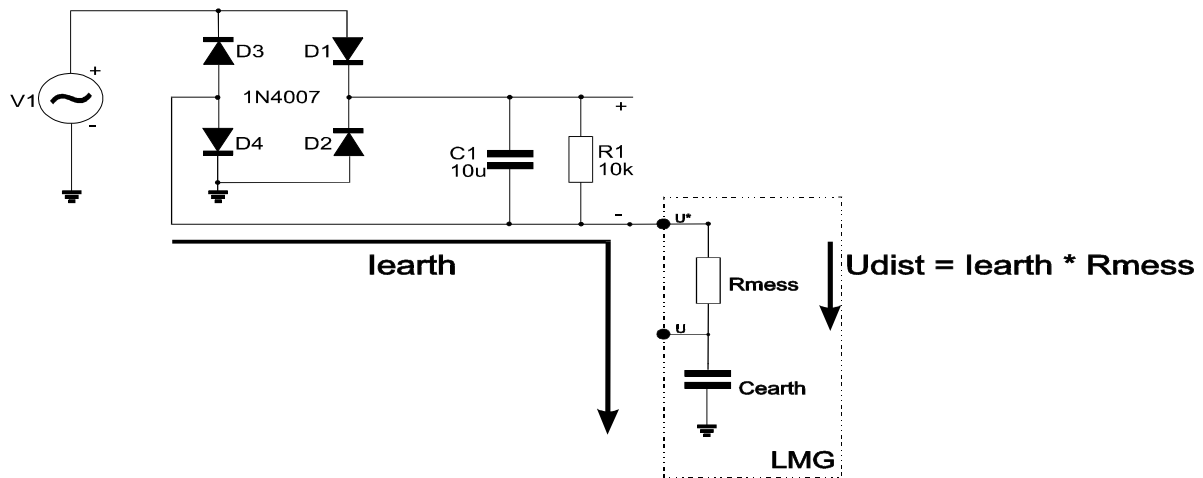 D3
D1
+
V1
1N4007
-
+
D4
D2
C1
10u
R1
10k
-
U*
Iearth
Udist = Iearth * Rmess
Rmess
U
Cearth
LMG